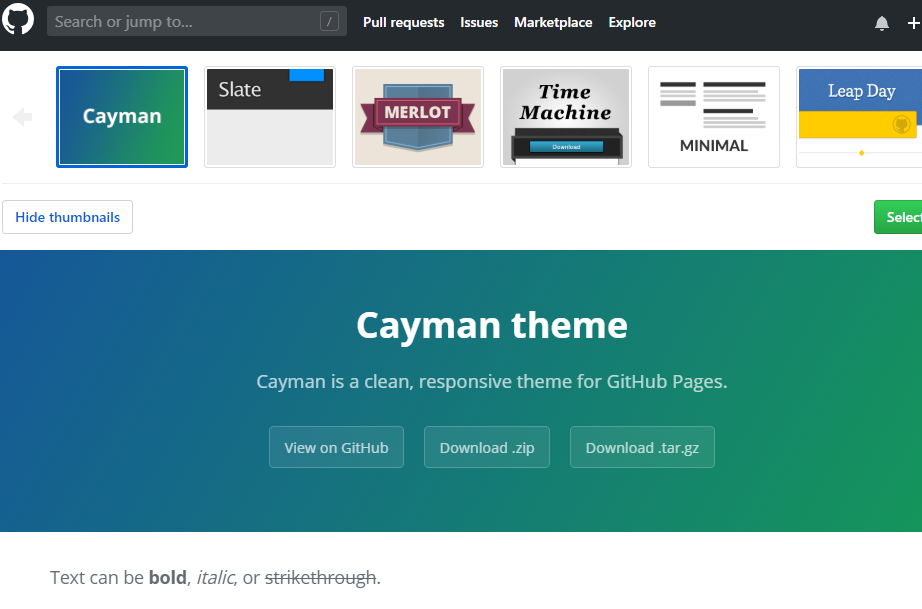 Search or jump to... / Pull requests Issues Marketplace Explore
Cayman Slate MERLOT Time Machine Download MINIMAL Leap Day
Hide thumbnails Select
Cayman theme
Cayman is a clean, responsive theme for GitHub Pages.
View on GitHub Download .zip Download .tar.gz
Text can be bold, italic, or strikethrough.